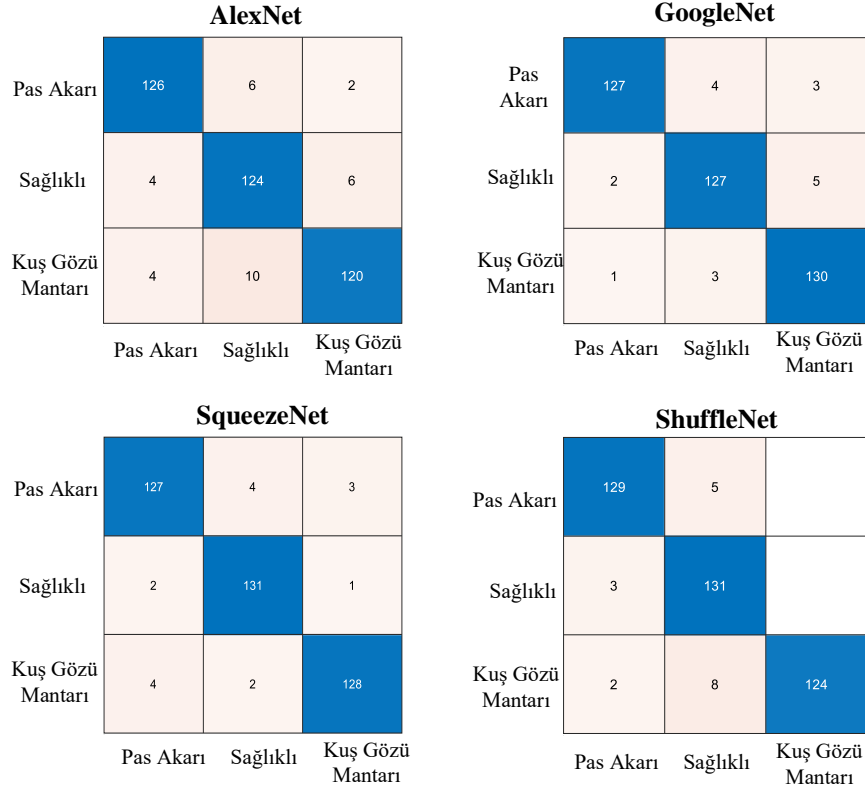 AlexNet
Pas Akarı 126 6 2
Sağlıklı 4 124 6
Kuş Gözü
Mantarı 4 10 120
Pas Akarı Sağlıklı Kuş Gözü
Mantarı
GoogleNet
Pas
Akarı 127 4 3
Sağlıklı 2 127 5
Kuş Gözü
Mantarı 1 3 130
Pas Akarı Sağlıklı Kuş Gözü
Mantarı
SqueezeNet
Pas Akarı 127 4 3
Sağlıklı 2 131 1
Kuş Gözü
Mantarı 4 2 128
Pas Akarı Sağlıklı Kuş Gözü
Mantarı
ShuffleNet
Pas Akarı 129 5
Sağlıklı 3 131
Kuş Gözü
Mantarı 2 8 124
Pas Akarı Sağlıklı Kuş Gözü
Mantarı